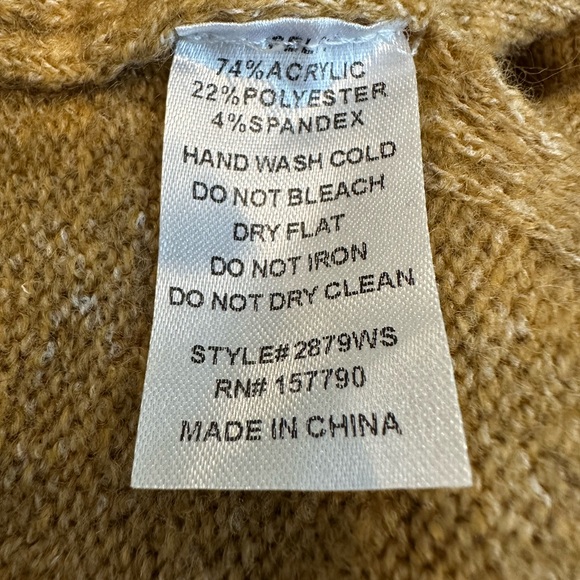 74%ACRYLIC
22%POLYESTER
4%SPANDEX
HAND WASH COLD
DO NOT BLEACH
DRY FLAT
DO NOT IRON
DO NOT DRY CLEAN
STYLE# 2879WS
RN# 157790
MADE IN CHINA